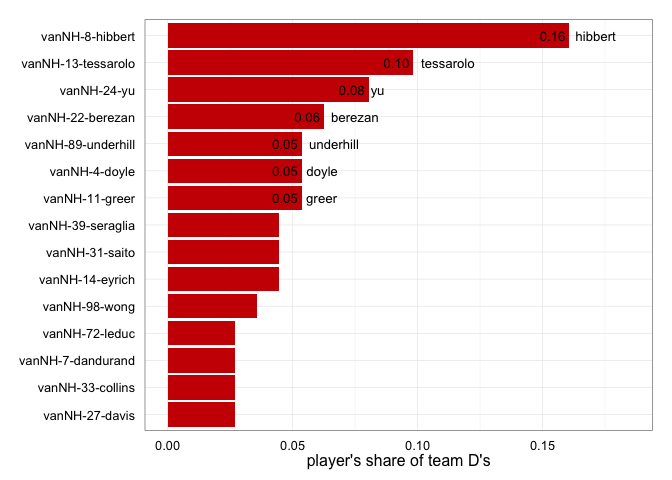 vanNH-8-hibbert 0.16 hibbert
vanNH-13-tessarolo 0.10 tessarolo
vanNH-24-yu 0.08 yu
vanNH-22-berezan 0.06 berezan
vanNH-89-underhill 0.05 underhill
vanNH-4-doyle 0.05 doyle
vanNH-11-greer 0.05 greer
vanNH-39-seraglia
vanNH-31-saito
vanNH-14-eyrich
vanNH-98-wong
vanNH-72-leduc
vanNH-7-dandurand
vanNH-33-collins
vanNH-27-davis
0.00 0.05 0.10 0.15
player's share of team D's